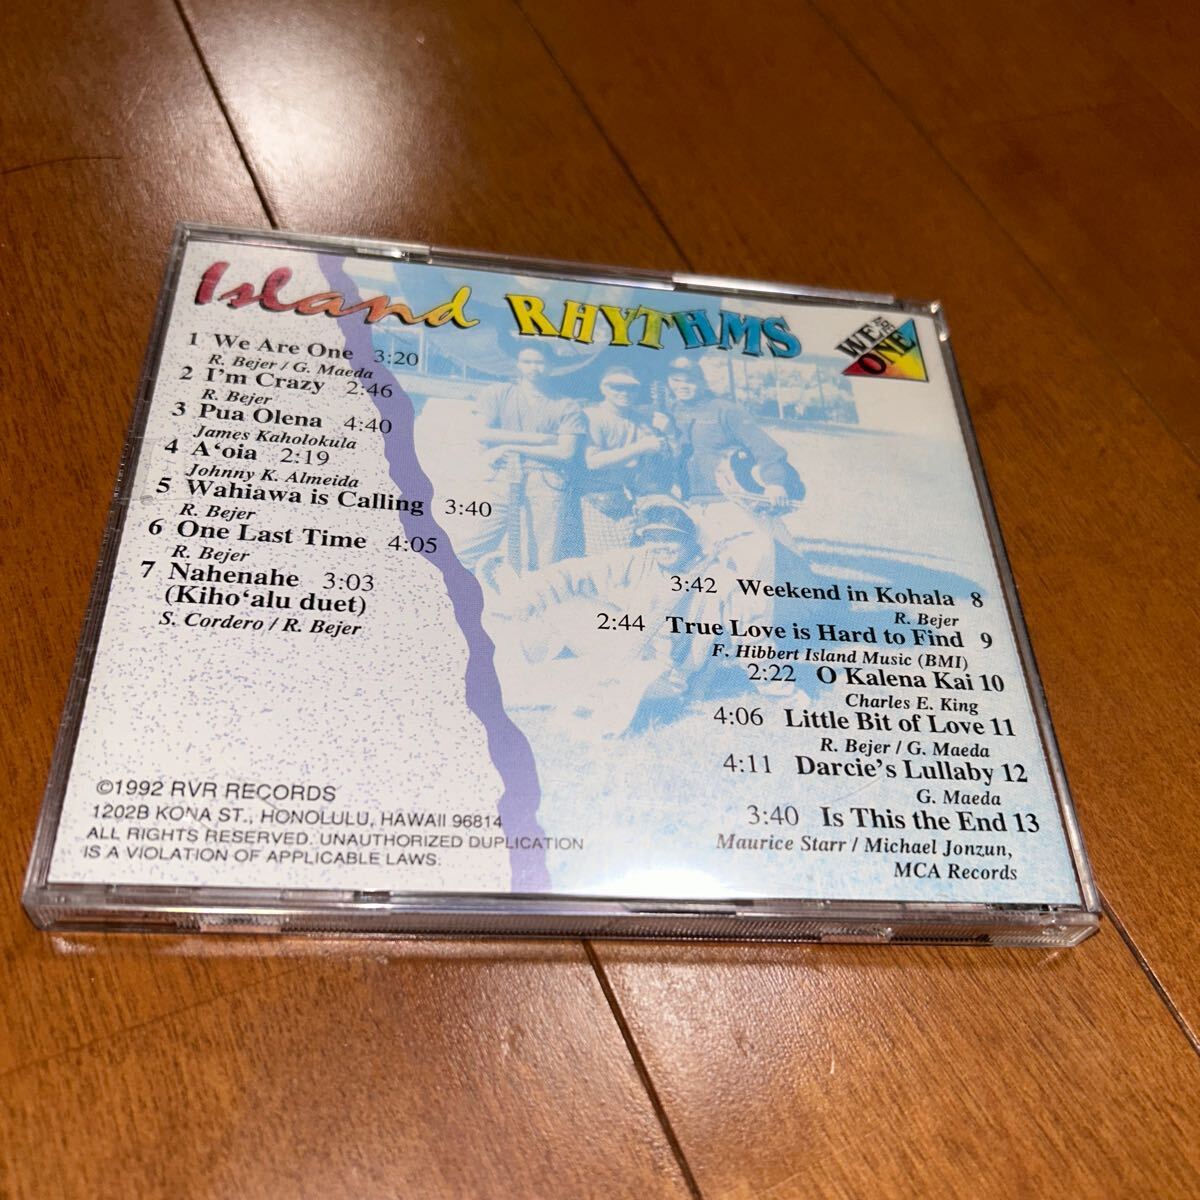 Island RHYTHMS
WE ARE ONE
1 We Are One 3:20
R. Bejer / G. Maeda
2 I'm Crazy 2:46
R. Bejer
3 Pua Olena 4:40
James Kaholokula
4 A‘oia 2:19
Johnny K. Almeida
5 Wahiawa is Calling 3:40
R. Bejer
6 One Last Time 4:05
R. Bejer
7 Nahenahe 3:03
(Kiho‘alu duet)
S. Cordero / R. Bejer
3:42 Weekend in Kohala 8
R. Bejer
2:44 True Love is Hard to Find 9
F. Hibbert Island Music (BMI)
2:22 O Kalena Kai 10
Charles E. King
4:06 Little Bit of Love 11
R. Bejer / G. Maeda
4:11 Darcie's Lullaby 12
G. Maeda
3:40 Is This the End 13
Maurice Starr / Michael Jonzun,
MCA Records
©1992 RVR RECORDS
1202B KONA ST., HONOLULU, HAWAII 96814
ALL RIGHTS RESERVED. UNAUTHORIZED DUPLICATION
IS A VIOLATION OF APPLICABLE LAWS.